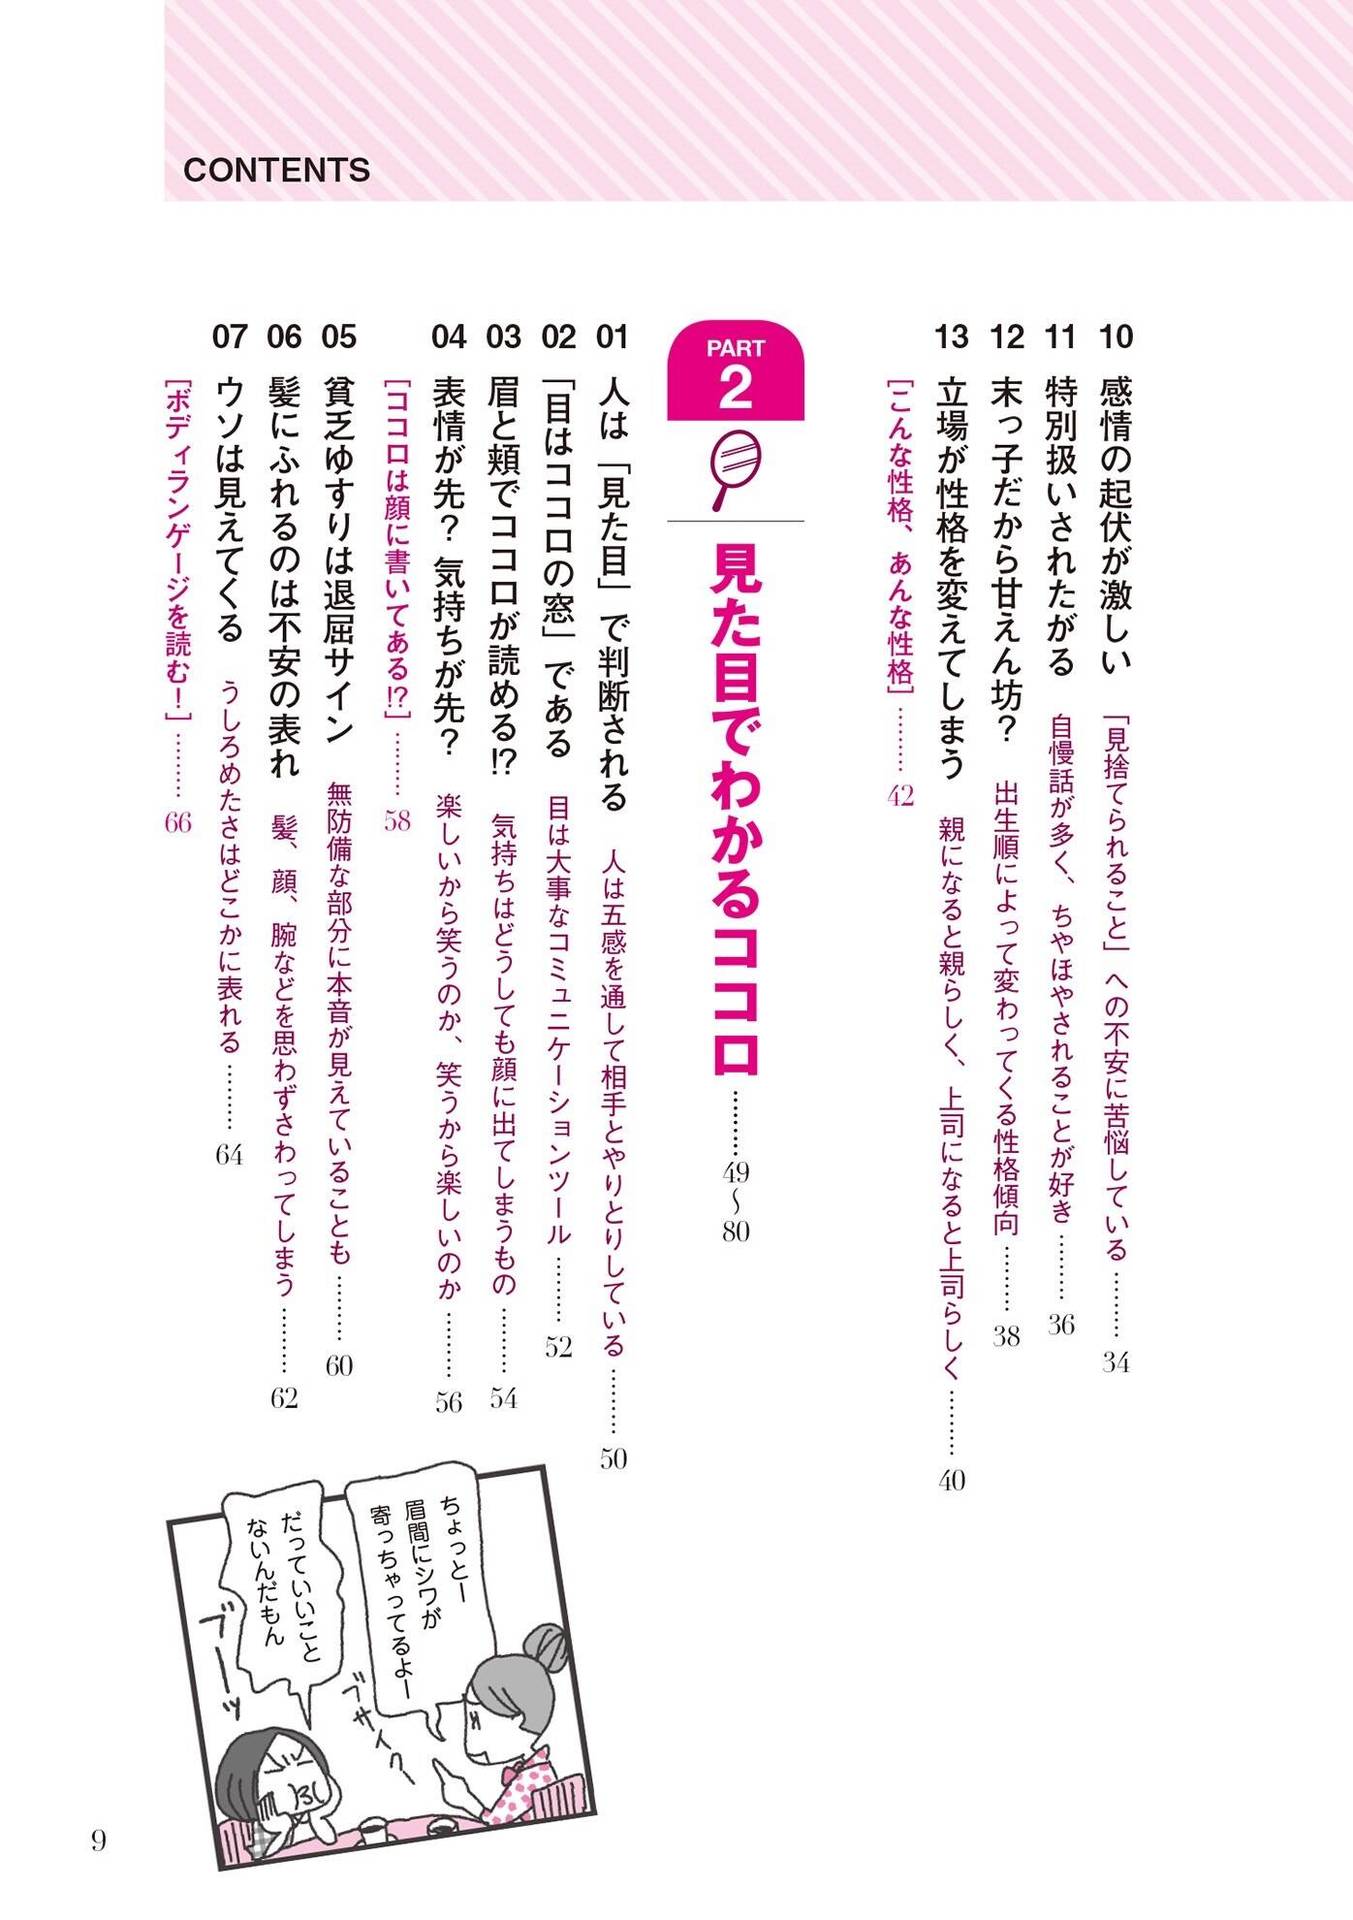 CONTENTS
10 感情の起伏が激しい 「見捨てられること」への不安に苦悩している ……… 34
11 特別扱いされたがる 自慢話が多く、ちやほやされることが好き ……… 36
12 末っ子だから甘えん坊？ 出生順によって変わってくる性格傾向 ……… 38
13 立場が性格を変えてしまう 親になると親らしく、上司になると上司らしく ……… 40
［こんな性格、あんな性格］ ……… 42
PART
2
見た目でわかるココロ ……… 49〜80
01 人は「見た目」で判断される 人は五感を通して相手とやりとりしている ……… 50
02 「目はココロの窓」である 目は大事なコミュニケーションツール ……… 52
03 眉と頬でココロが読める!? 気持ちはどうしても顔に出てしまうもの ……… 54
04 表情が先？ 気持ちが先？ 楽しいから笑うのか、笑うから楽しいのか ……… 56
［ココロは顔に書いてある!?］ ……… 58
05 貧乏ゆすりは退屈サイン 無防備な部分に本音が見えていることも ……… 60
06 髪にふれるのは不安の表れ 髪、顔、腕などを思わずさわってしまう ……… 62
07 ウソは見えてくる うしろめたさはどこかに表れる ……… 64
［ボディランゲージを読む！］ ……… 66
ちょっとー
眉間にシワが
寄っちゃってるよー
ブサイク
だっていいこと
ないんだもん
ブーッ
9